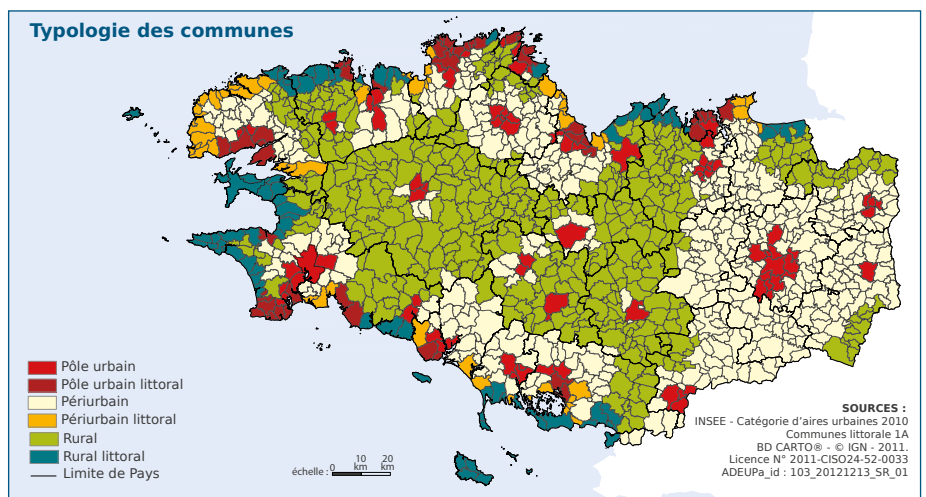 Typologie des communes
Pôle urbain
Pôle urbain littoral
Périurbain
Périurbain littoral
Rural
Rural littoral
Limite de Pays
échelle : 0 10 20
km km
SOURCES :
INSEE - Catégorie d'aires urbaines 2010
Communes littorale 1A
BD CARTO® - © IGN - 2011.
Licence N° 2011-CISO24-52-0033
ADEUPa_id : 103_20121213_SR_01